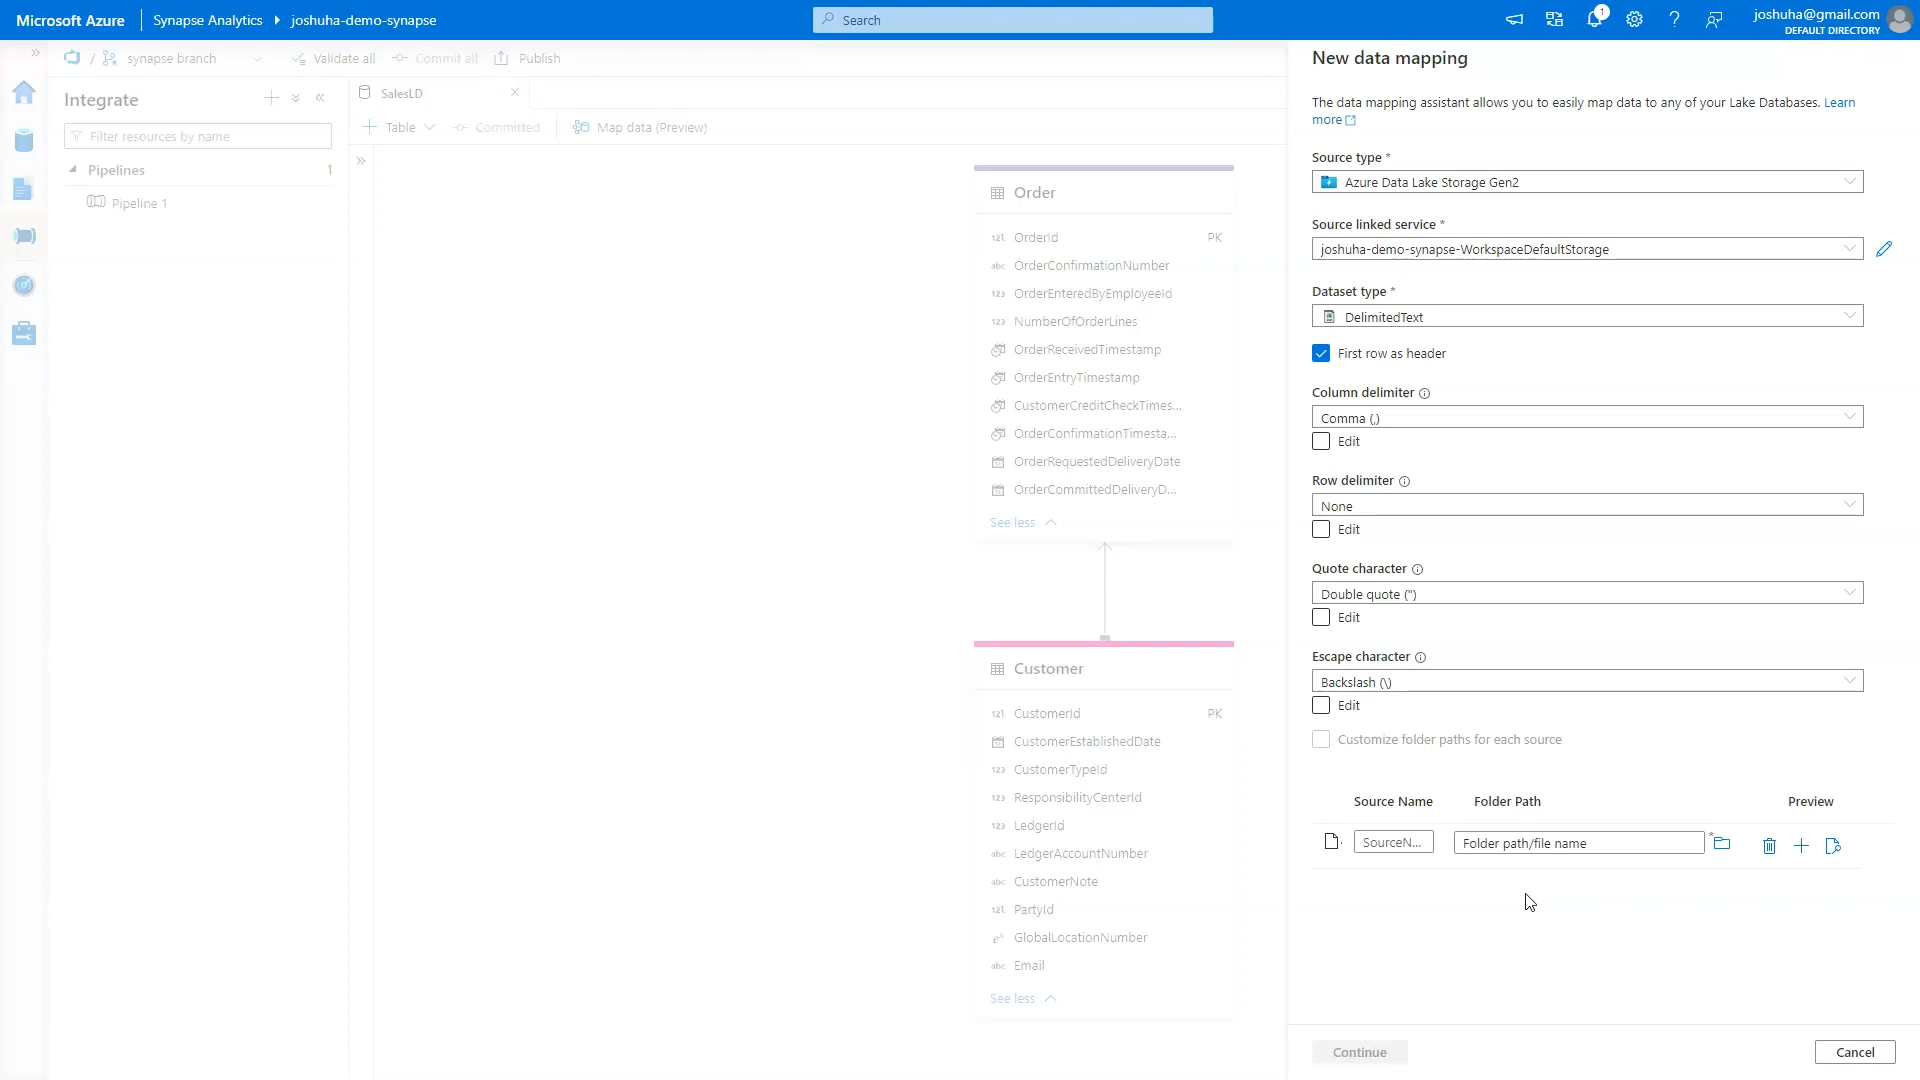 Microsoft Azure
Synapse Analytics
joshuha-demo-synapse
Search
1
joshuha@gmail.com
DEFAULT DIRECTORY
/
synapse branch
Validate all
Commit all
Publish
Integrate
Filter resources by name
Pipelines
1
Pipeline 1
SalesLD
Table
Committed
Map data (Preview)
Order
OrderId
PK
OrderConfirmationNumber
OrderEnteredByEmployeeId
NumberOfOrderLines
OrderReceivedTimestamp
OrderEntryTimestamp
CustomerCreditCheckTimes...
OrderConfirmationTimesta...
OrderRequestedDeliveryDate
OrderCommittedDeliveryD...
See less
Customer
CustomerId
PK
CustomerEstablishedDate
CustomerTypeId
ResponsibilityCenterId
LedgerId
LedgerAccountNumber
CustomerNote
PartyId
GlobalLocationNumber
Email
See less
New data mapping
The data mapping assistant allows you to easily map data to any of your Lake Databases. Learn
more
Source type *
Azure Data Lake Storage Gen2
Source linked service *
joshuha-demo-synapse-WorkspaceDefaultStorage
Dataset type *
DelimitedText
First row as header
Column delimiter
Comma (,)
Edit
Row delimiter
None
Edit
Quote character
Double quote (")
Edit
Escape character
Backslash (\)
Edit
Customize folder paths for each source
Source Name
Folder Path
Preview
SourceN...
Folder path/file name
*
Continue
Cancel